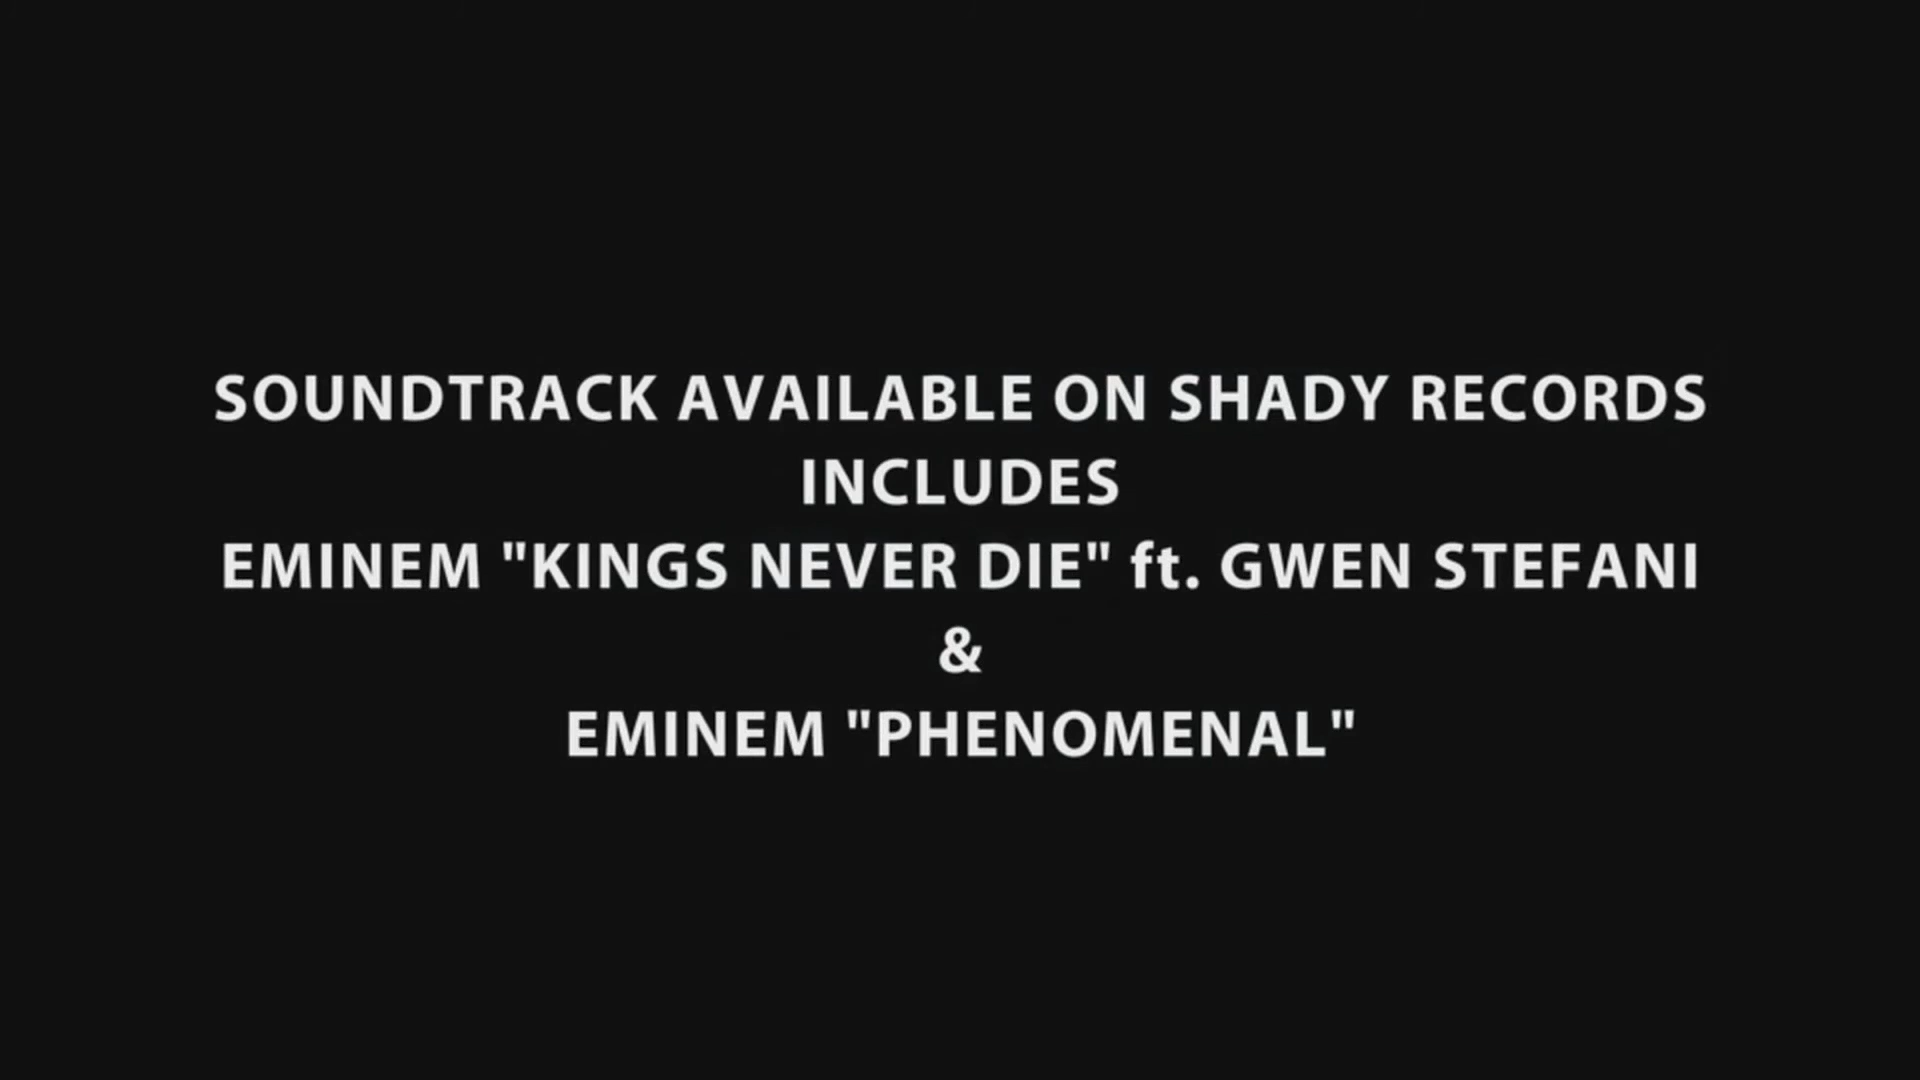 SOUNDTRACK AVAILABLE ON SHADY RECORDS
INCLUDES
EMINEM "KINGS NEVER DIE" ft. GWEN STEFANI
&
EMINEM "PHENOMENAL"